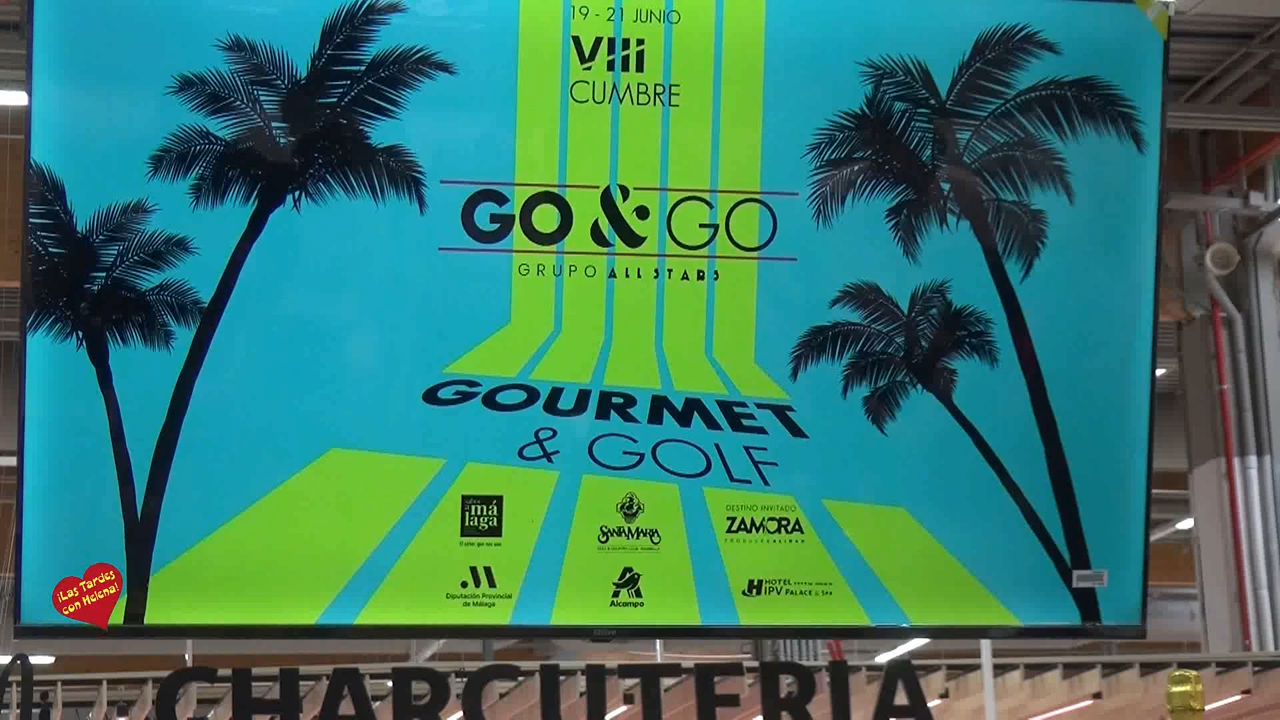 19 - 21 JUNIO
VIII
CUMBRE
GO & GO
GRUPO ALL STARS
GOURMET
& GOLF
málaga
SANTA MARIA
DESTINO INVITADO
ZAMORA
Diputación Provincial
de Málaga
Alcampo
HOTEL
IPV PALACE & SPA
¡Las Tardes
con Helena!
CHARCUTERIA